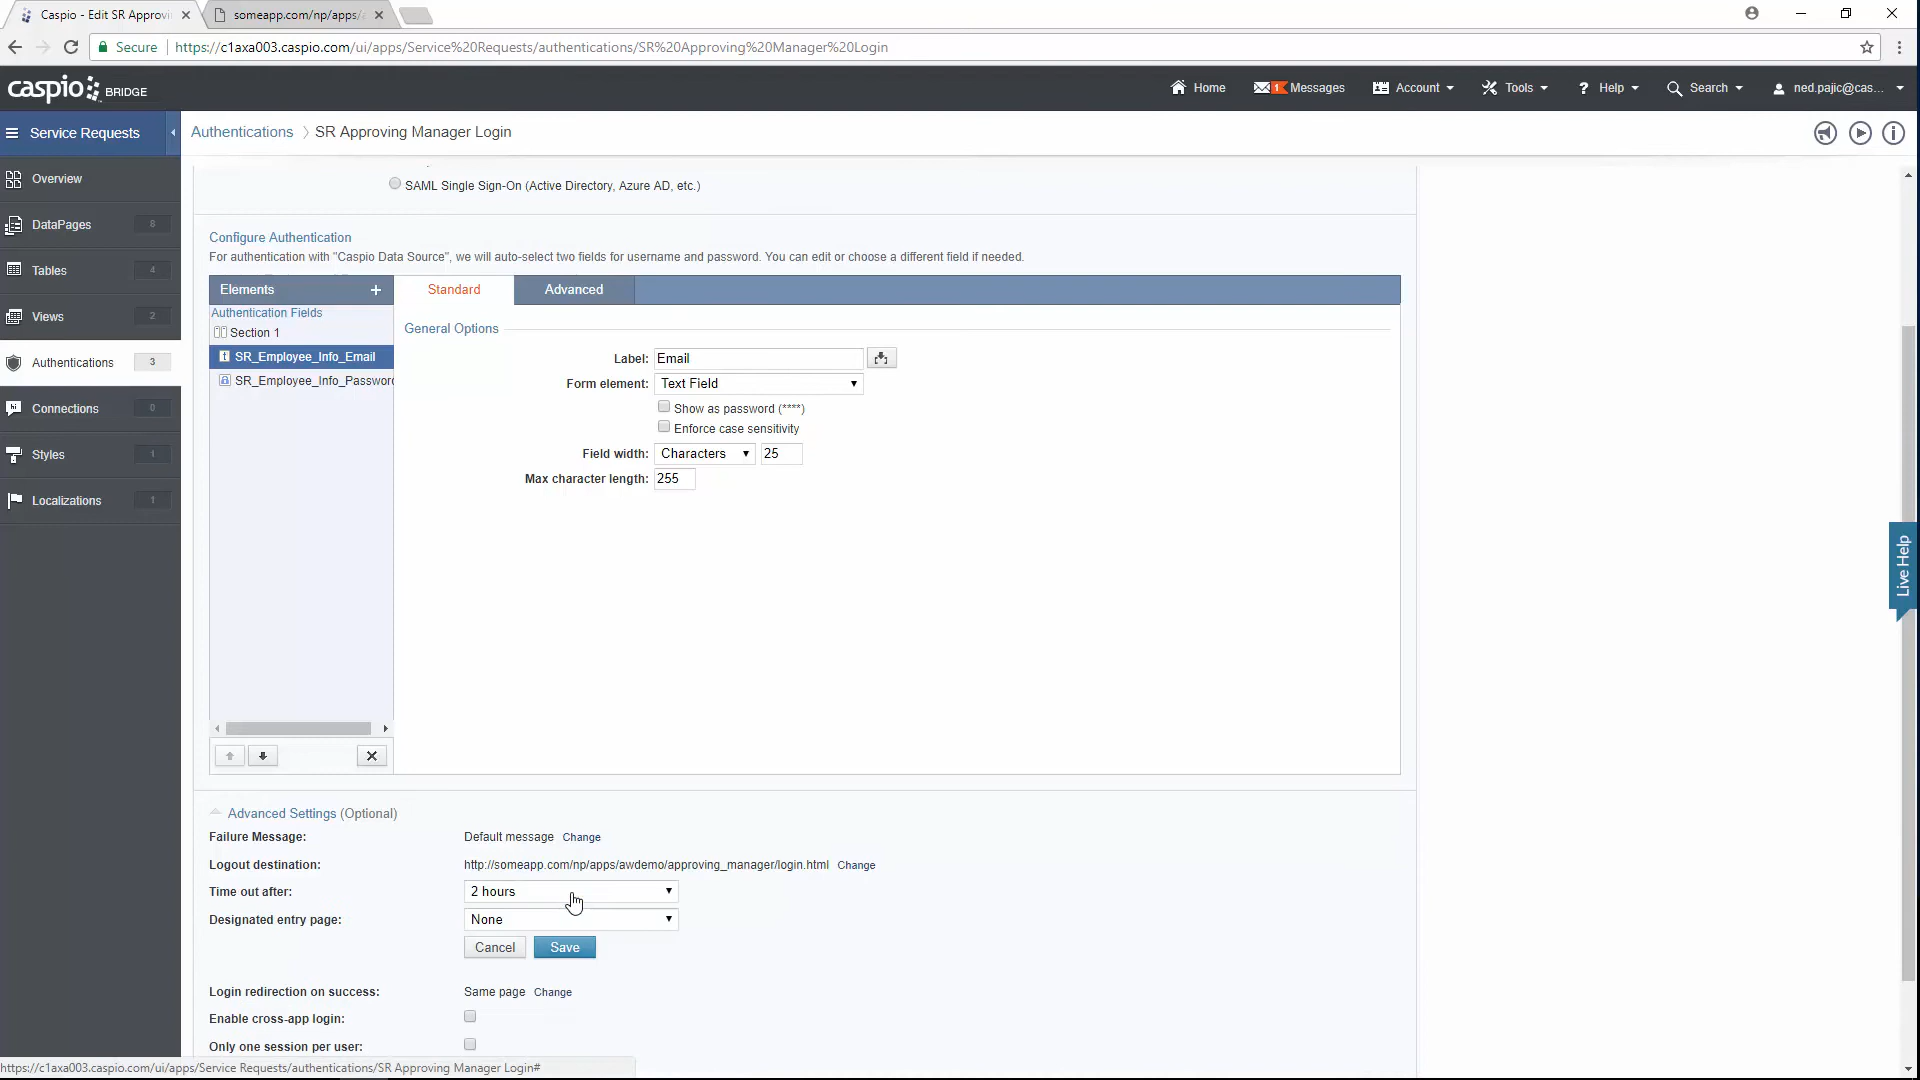 Caspio - Edit SR Approvi
someapp.com/np/apps/
Secure
https://c1axa003.caspio.com/ui/apps/Service%20Requests/authentications/SR%20Approving%20Manager%20Login
caspio BRIDGE
Home
1 Messages
Account
Tools
? Help
Search
ned.pajic@cas...
Service Requests
Authentications
SR Approving Manager Login
Overview
DataPages 8
Tables 4
Views 2
Authentications 3
Connections 0
Styles 1
Localizations 1
SAML Single Sign-On (Active Directory, Azure AD, etc.)
Configure Authentication
For authentication with "Caspio Data Source", we will auto-select two fields for username and password. You can edit or choose a different field if needed.
Elements +
Standard
Advanced
Authentication Fields
Section 1
SR_Employee_Info_Email
SR_Employee_Info_Password
General Options
Label: Email
Form element: Text Field
Show as password (****)
Enforce case sensitivity
Field width: Characters 25
Max character length: 255
Live Help
Advanced Settings (Optional)
Failure Message: Default message Change
Logout destination: http://someapp.com/np/apps/awdemo/approving_manager/login.html Change
Time out after: 2 hours
Designated entry page: None
Cancel Save
Login redirection on success: Same page Change
Enable cross-app login:
Only one session per user:
https://c1axa003.caspio.com/ui/apps/Service Requests/authentications/SR Approving Manager Login#